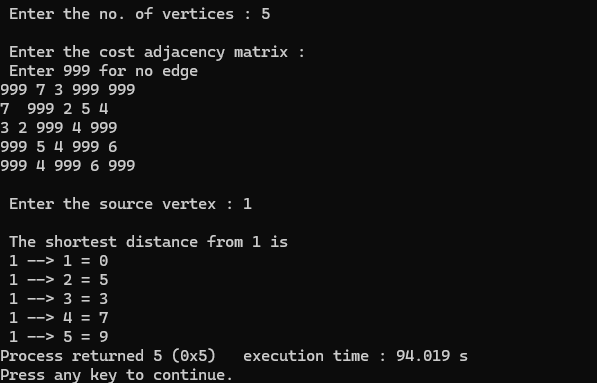 Enter the no. of vertices : 5
Enter the cost adjacency matrix :
Enter 999 for no edge
999 7 3 999 999
7  999 2 5 4
3 2 999 4 999
999 5 4 999 6
999 4 999 6 999
Enter the source vertex : 1
The shortest distance from 1 is
1 --> 1 = 0
1 --> 2 = 5
1 --> 3 = 3
1 --> 4 = 7
1 --> 5 = 9
Process returned 5 (0x5)   execution time : 94.019 s
Press any key to continue.